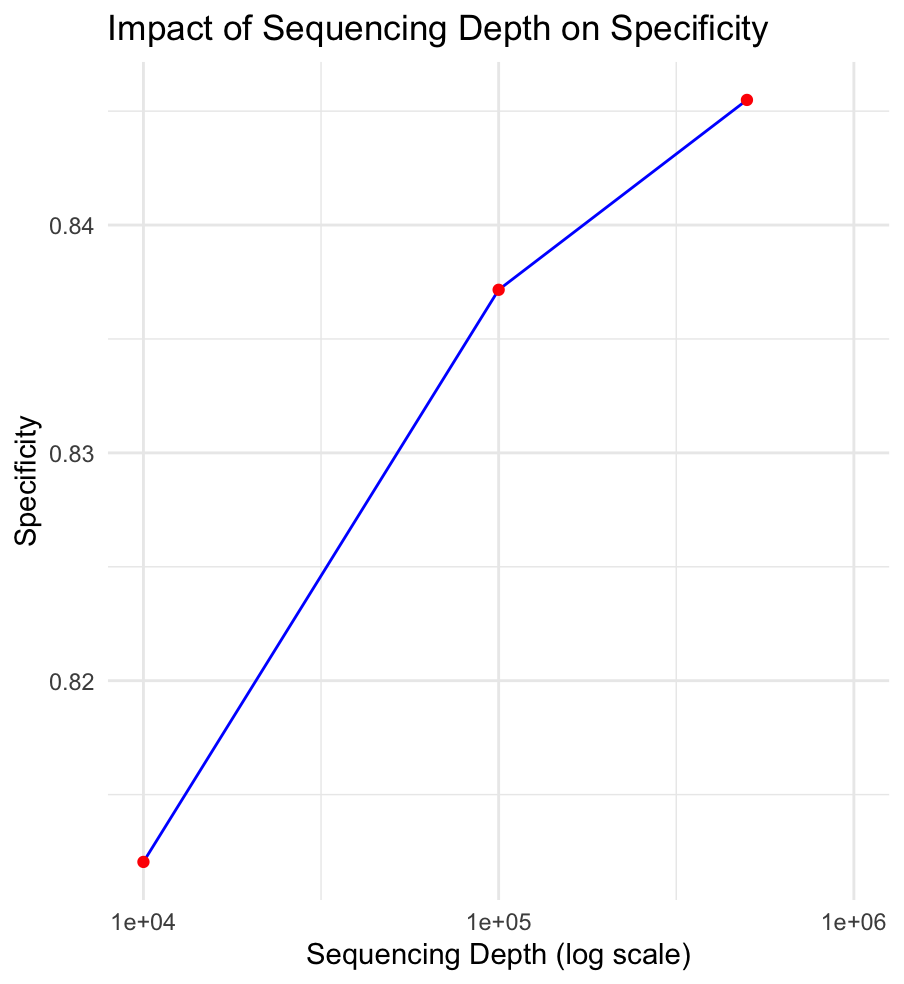 Impact of Sequencing Depth on Specificity
Specificity
0.84
0.83
0.82
1e+04 1e+05 1e+06
Sequencing Depth (log scale)